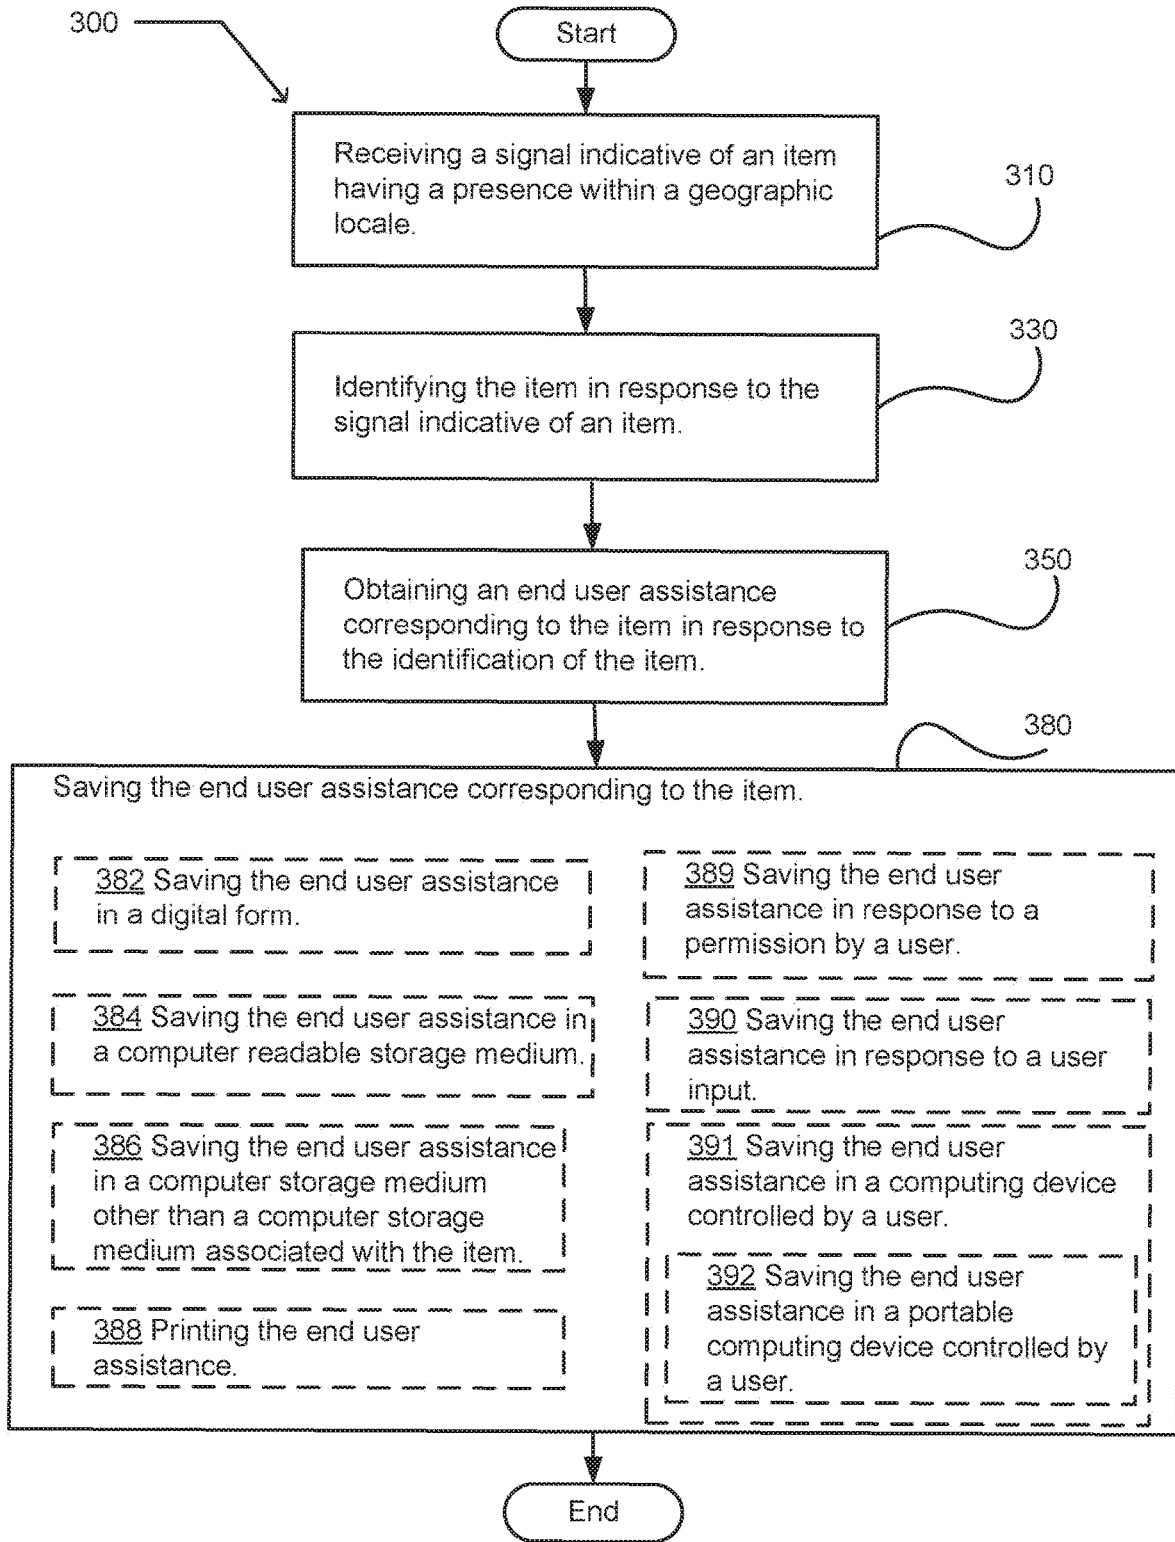 300
Start
Receiving a signal indicative of an item
having a presence within a geographic
locale.
310
330
Identifying the item in response to the
signal indicative of an item.
350
Obtaining an end user assistance
corresponding to the item in response to
the identification of the item.
380
Saving the end user assistance corresponding to the item.
382 Saving the end user assistance
in a digital form.
384 Saving the end user assistance in
a computer readable storage medium.
386 Saving the end user assistance
in a computer storage medium
other than a computer storage
medium associated with the item.
388 Printing the end user
assistance.
389 Saving the end user
assistance in response to a
permission by a user.
390 Saving the end user
assistance in response to a user
input.
391 Saving the end user
assistance in a computing device
controlled by a user.
392 Saving the end user
assistance in a portable
computing device controlled by
a user.
End